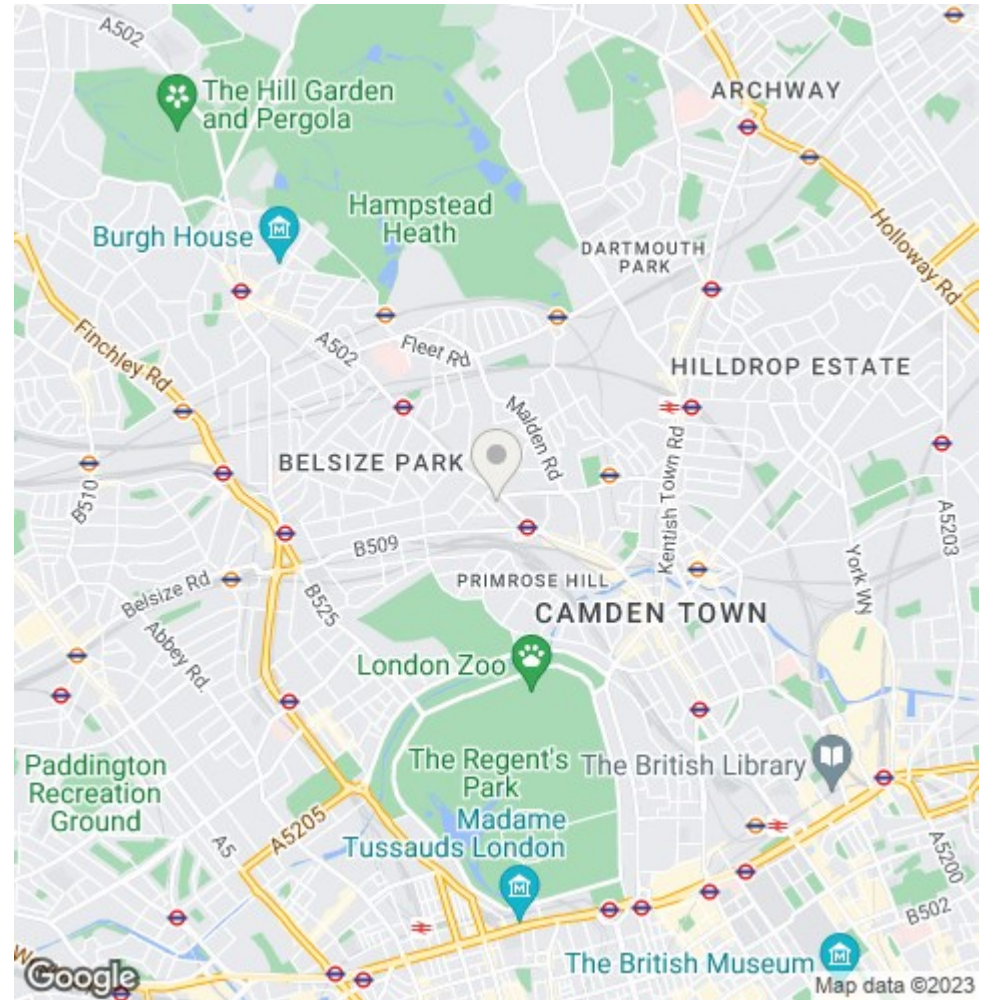 A502
The Hill Garden
and Pergola
ARCHWAY
Hampstead
Heath
Burgh House
DARTMOUTH
PARK
Holloway Rd
A502
Fleet Rd
Finchley Rd
HILLDROP ESTATE
Malden Rd
BELSIZE PARK
Kentish Town Rd
B510
A5203
B509
York Wy
Belsize Rd
PRIMROSE HILL
B525
CAMDEN TOWN
Abbey Rd.
London Zoo
The Regent's
Park
The British Library
Paddington
Recreation
Ground
Madame
Tussauds London
A5205
A5
A5200
B502
The British Museum
Google
Map data ©2023